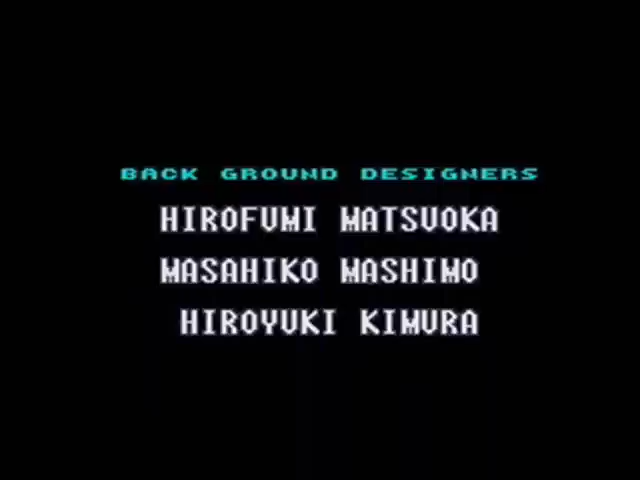 BACK GROUND DESIGNERS
HIROFUMI MATSUOKA
MASAHIKO MASHIMO
HIROYUKI KIMURA